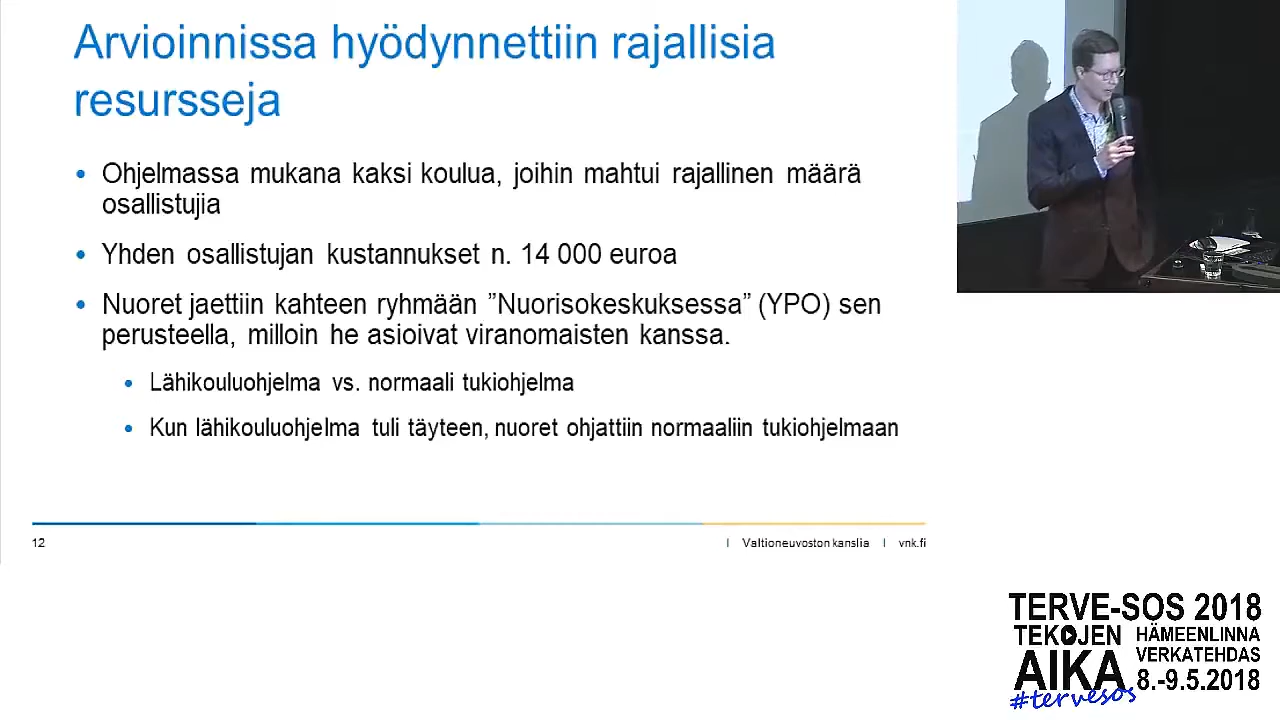 Arvioinnissa hyödynnettiin rajallisia
resursseja
• Ohjelmassa mukana kaksi koulua, joihin mahtui rajallinen määrä
osallistujia
• Yhden osallistujan kustannukset n. 14 000 euroa
• Nuoret jaettiin kahteen ryhmään ”Nuorisokeskuksessa” (YPO) sen
perusteella, milloin he asioivat viranomaisten kanssa.
• Lähikouluohjelma vs. normaali tukiohjelma
• Kun lähikouluohjelma tuli täyteen, nuoret ohjattiin normaaliin tukiohjelmaan
12
I Valtioneuvoston kanslia I vnk.fi
TERVE-SOS 2018
TEKOJEN
AIKA
HÄMEENLINNA
VERKATEHDAS
8.-9.5.2018
#tervesos